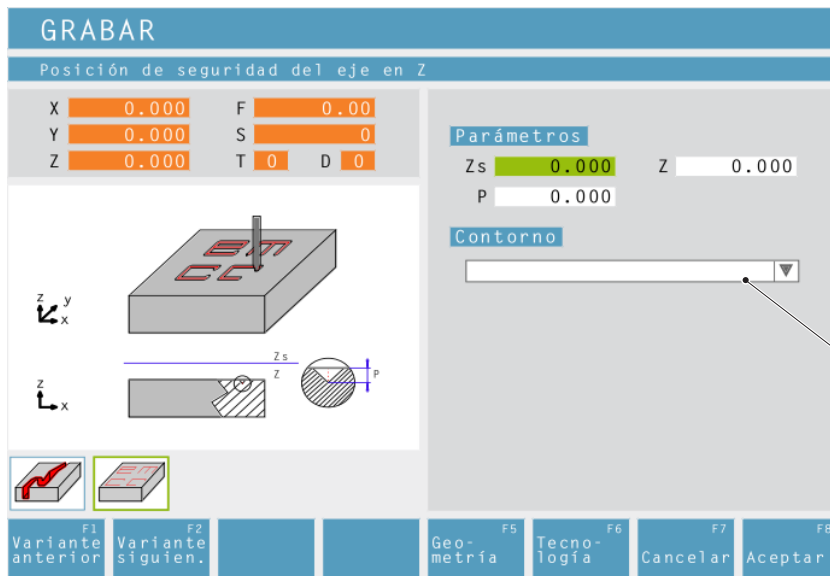 GRABAR
Posición de seguridad del eje en Z
X 0.000 F 0.00
Y 0.000 S 0
Z 0.000 T 0 D 0
Parámetros
Zs 0.000 Z 0.000
P 0.000
Contorno
z y
x
Zs
Z
P
z
x
F1 F2 F5 F6 F7 F8
Variante Variante Geo- Tecno-
anterior siguien. metría logía Cancelar Aceptar